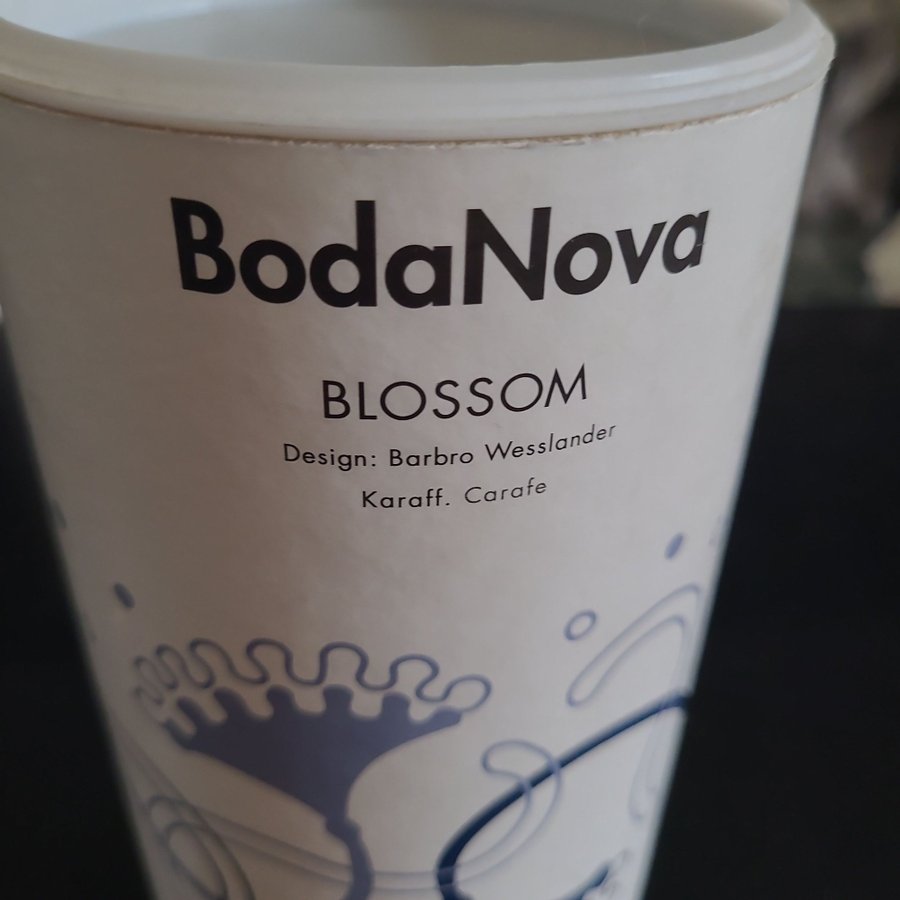 BodaNova
BLOSSOM
Design: Barbro Wesslander
Karaff. Carafe